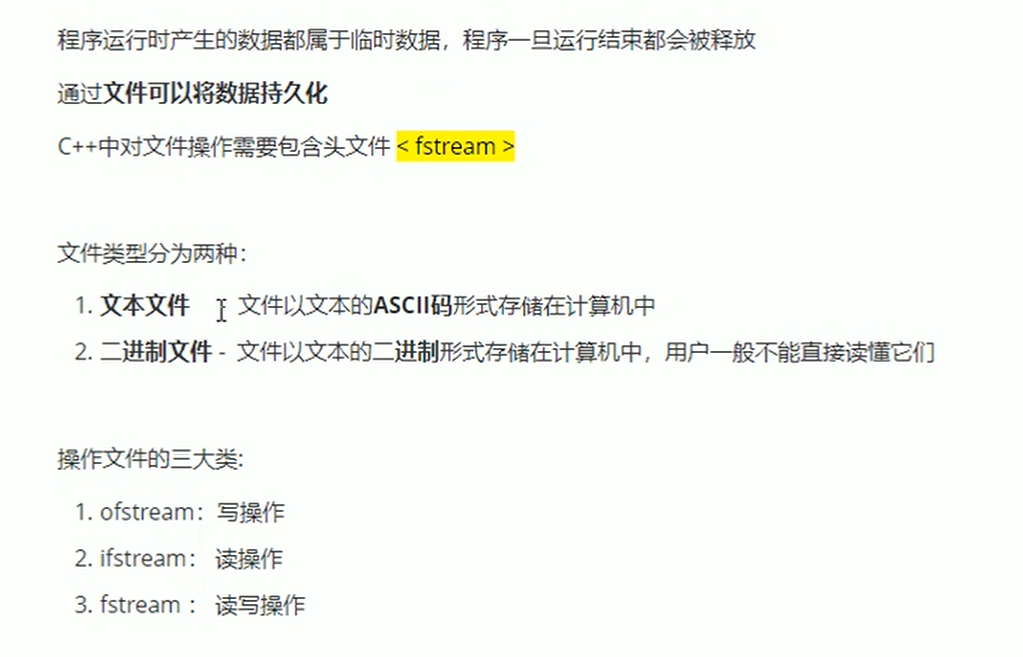 程序运行时产生的数据都属于临时数据，程序一旦运行结束都会被释放
通过文件可以将数据持久化
C++中对文件操作需要包含头文件 < fstream >
文件类型分为两种：
1. 文本文件 文件以文本的ASCII码形式存储在计算机中
2. 二进制文件 - 文件以文本的二进制形式存储在计算机中，用户一般不能直接读懂它们
操作文件的三大类:
1. ofstream：写操作
2. ifstream： 读操作
3. fstream ： 读写操作